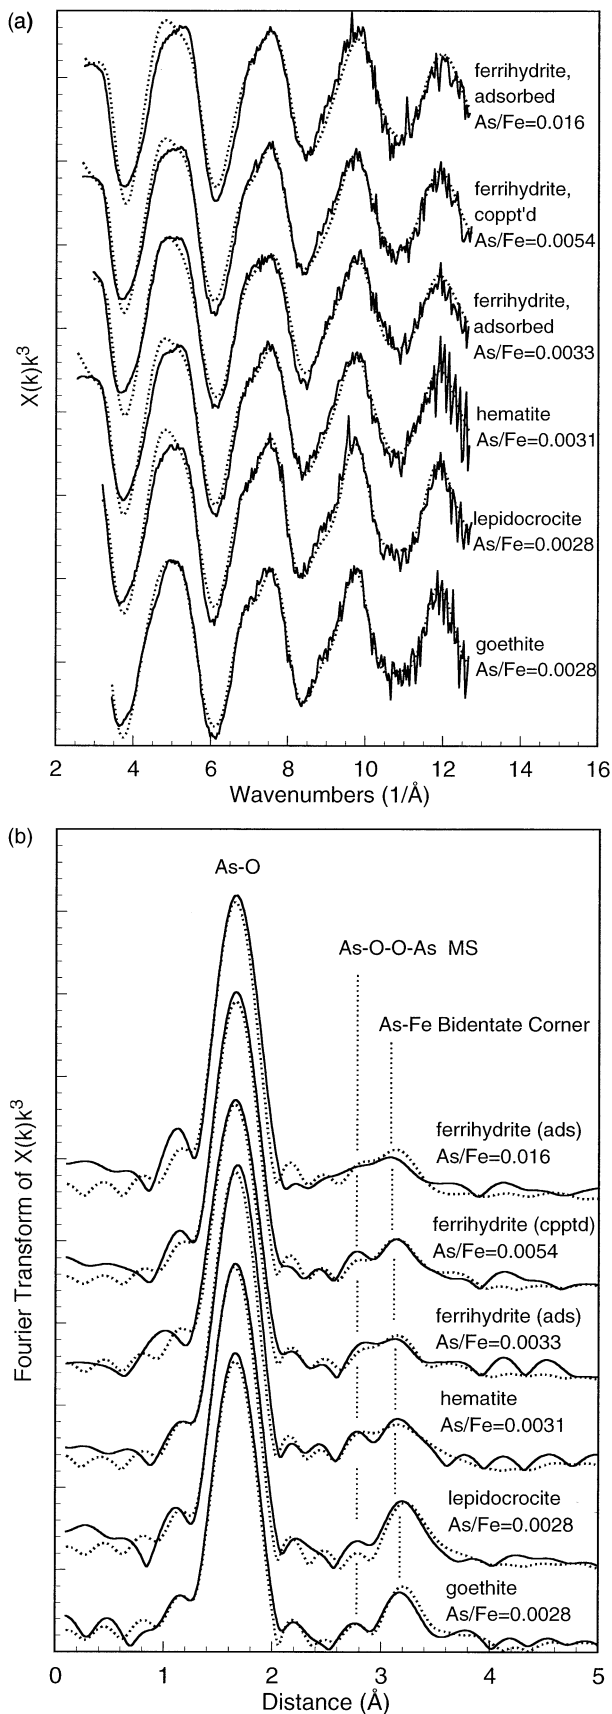 (a)
X(k)k³
ferrihydrite,
adsorbed
As/Fe=0.016
ferrihydrite,
coppt'd
As/Fe=0.0054
ferrihydrite,
adsorbed
As/Fe=0.0033
hematite
As/Fe=0.0031
lepidocrocite
As/Fe=0.0028
goethite
As/Fe=0.0028
2 4 6 8 10 12 14 16
Wavenumbers (1/Å)
(b)
Fourier Transform of X(k)k³
As-O
As-O-O-As MS
As-Fe Bidentate Corner
ferrihydrite (ads)
As/Fe=0.016
ferrihydrite (cpptd)
As/Fe=0.0054
ferrihydrite (ads)
As/Fe=0.0033
hematite
As/Fe=0.0031
lepidocrocite
As/Fe=0.0028
goethite
As/Fe=0.0028
0 1 2 3 4 5
Distance (Å)